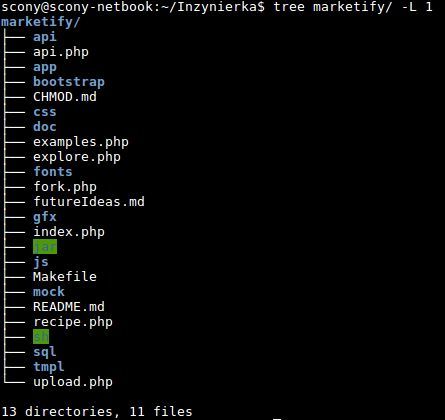 scony@scony-netbook:~/Inzynierka$ tree marketify/ -L 1
marketify/
├── api
├── api.php
├── app
├── bootstrap
├── CHMOD.md
├── css
├── doc
├── examples.php
├── explore.php
├── fonts
├── fork.php
├── futureIdeas.md
├── gfx
├── index.php
├── jar
├── js
├── Makefile
├── mock
├── README.md
├── recipe.php
├── sh
├── sql
├── tmpl
└── upload.php
13 directories, 11 files